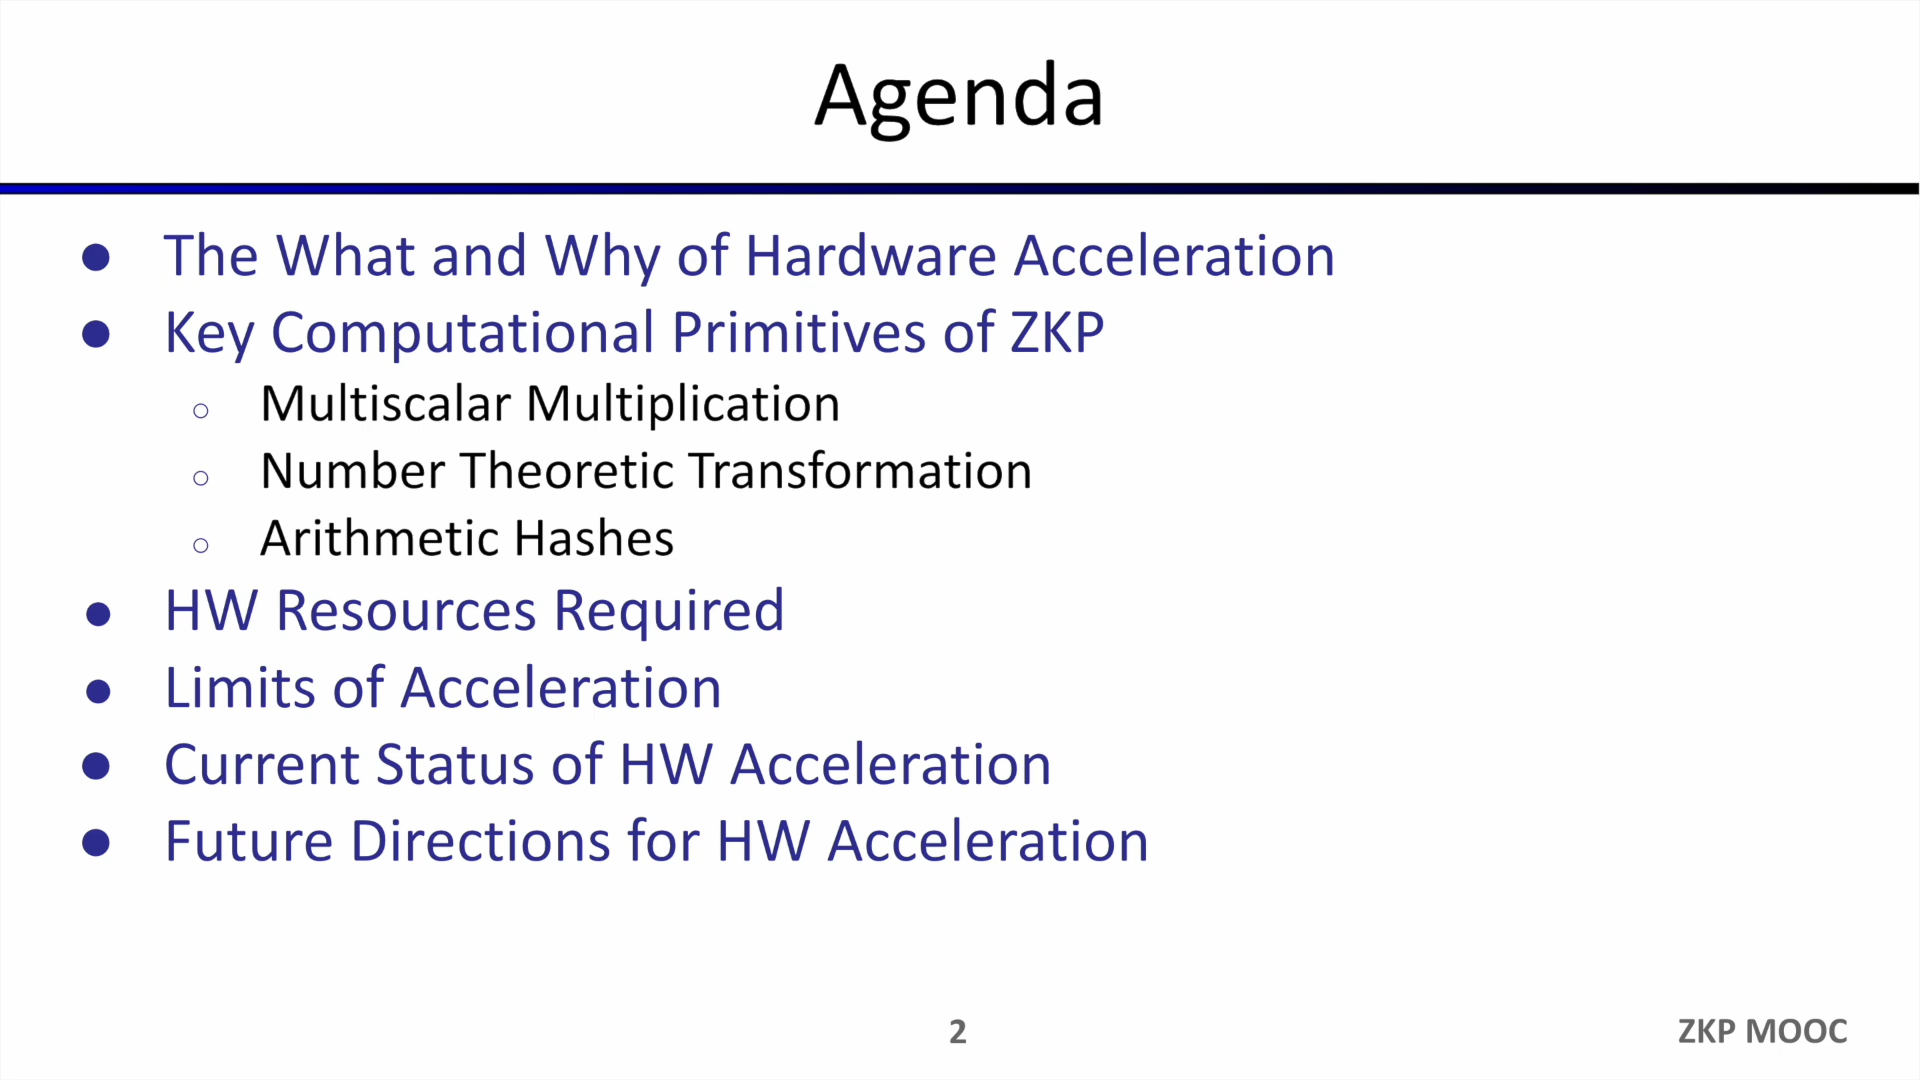 Agenda
● The What and Why of Hardware Acceleration
● Key Computational Primitives of ZKP
○ Multiscalar Multiplication
○ Number Theoretic Transformation
○ Arithmetic Hashes
● HW Resources Required
● Limits of Acceleration
● Current Status of HW Acceleration
● Future Directions for HW Acceleration
2
ZKP MOOC